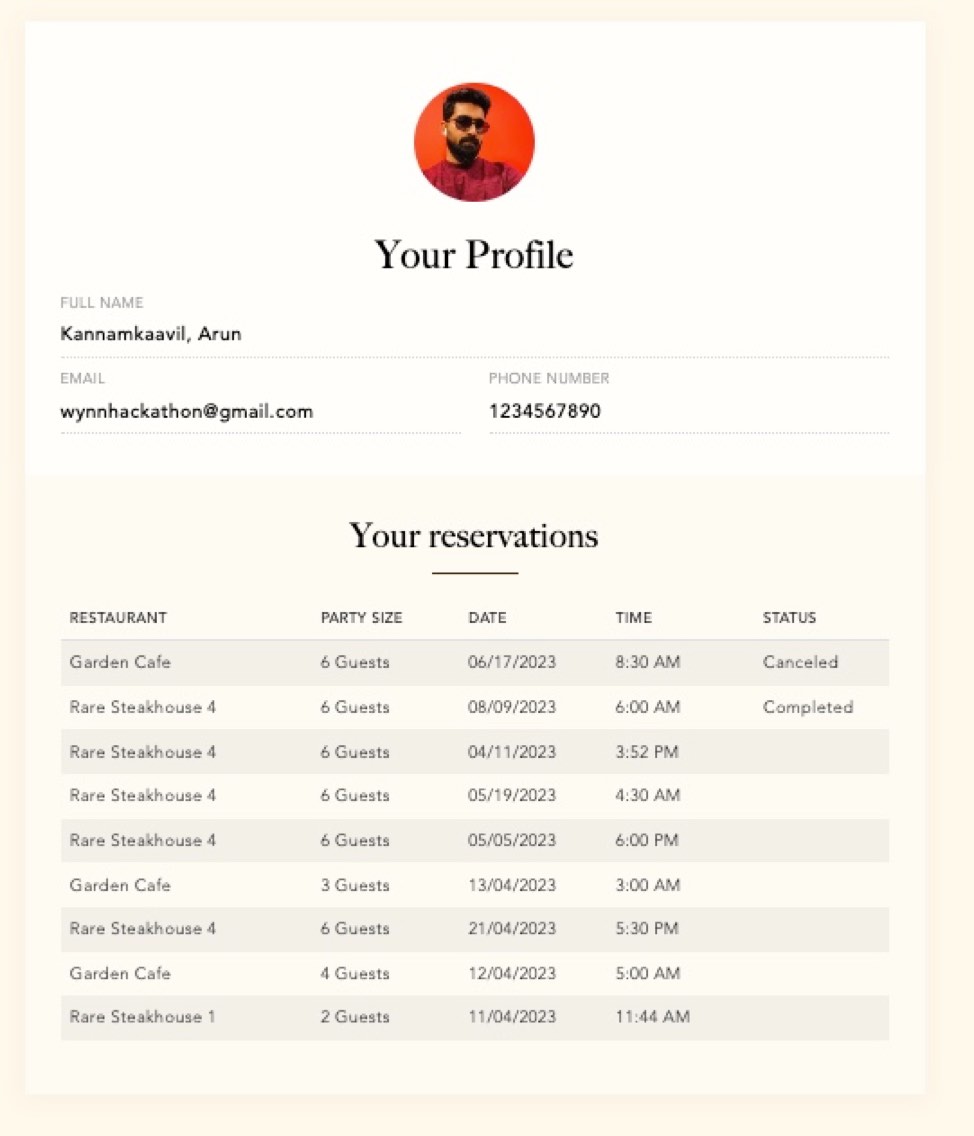 Your Profile
FULL NAME
Kannamkaavil, Arun
EMAIL PHONE NUMBER
wynnhackathon@gmail.com 1234567890
Your reservations
RESTAURANT PARTY SIZE DATE TIME STATUS
Garden Cafe 6 Guests 06/17/2023 8:30 AM Canceled
Rare Steakhouse 4 6 Guests 08/09/2023 6:00 AM Completed
Rare Steakhouse 4 6 Guests 04/11/2023 3:52 PM
Rare Steakhouse 4 6 Guests 05/19/2023 4:30 AM
Rare Steakhouse 4 6 Guests 05/05/2023 6:00 PM
Garden Cafe 3 Guests 13/04/2023 3:00 AM
Rare Steakhouse 4 6 Guests 21/04/2023 5:30 PM
Garden Cafe 4 Guests 12/04/2023 5:00 AM
Rare Steakhouse 1 2 Guests 11/04/2023 11:44 AM